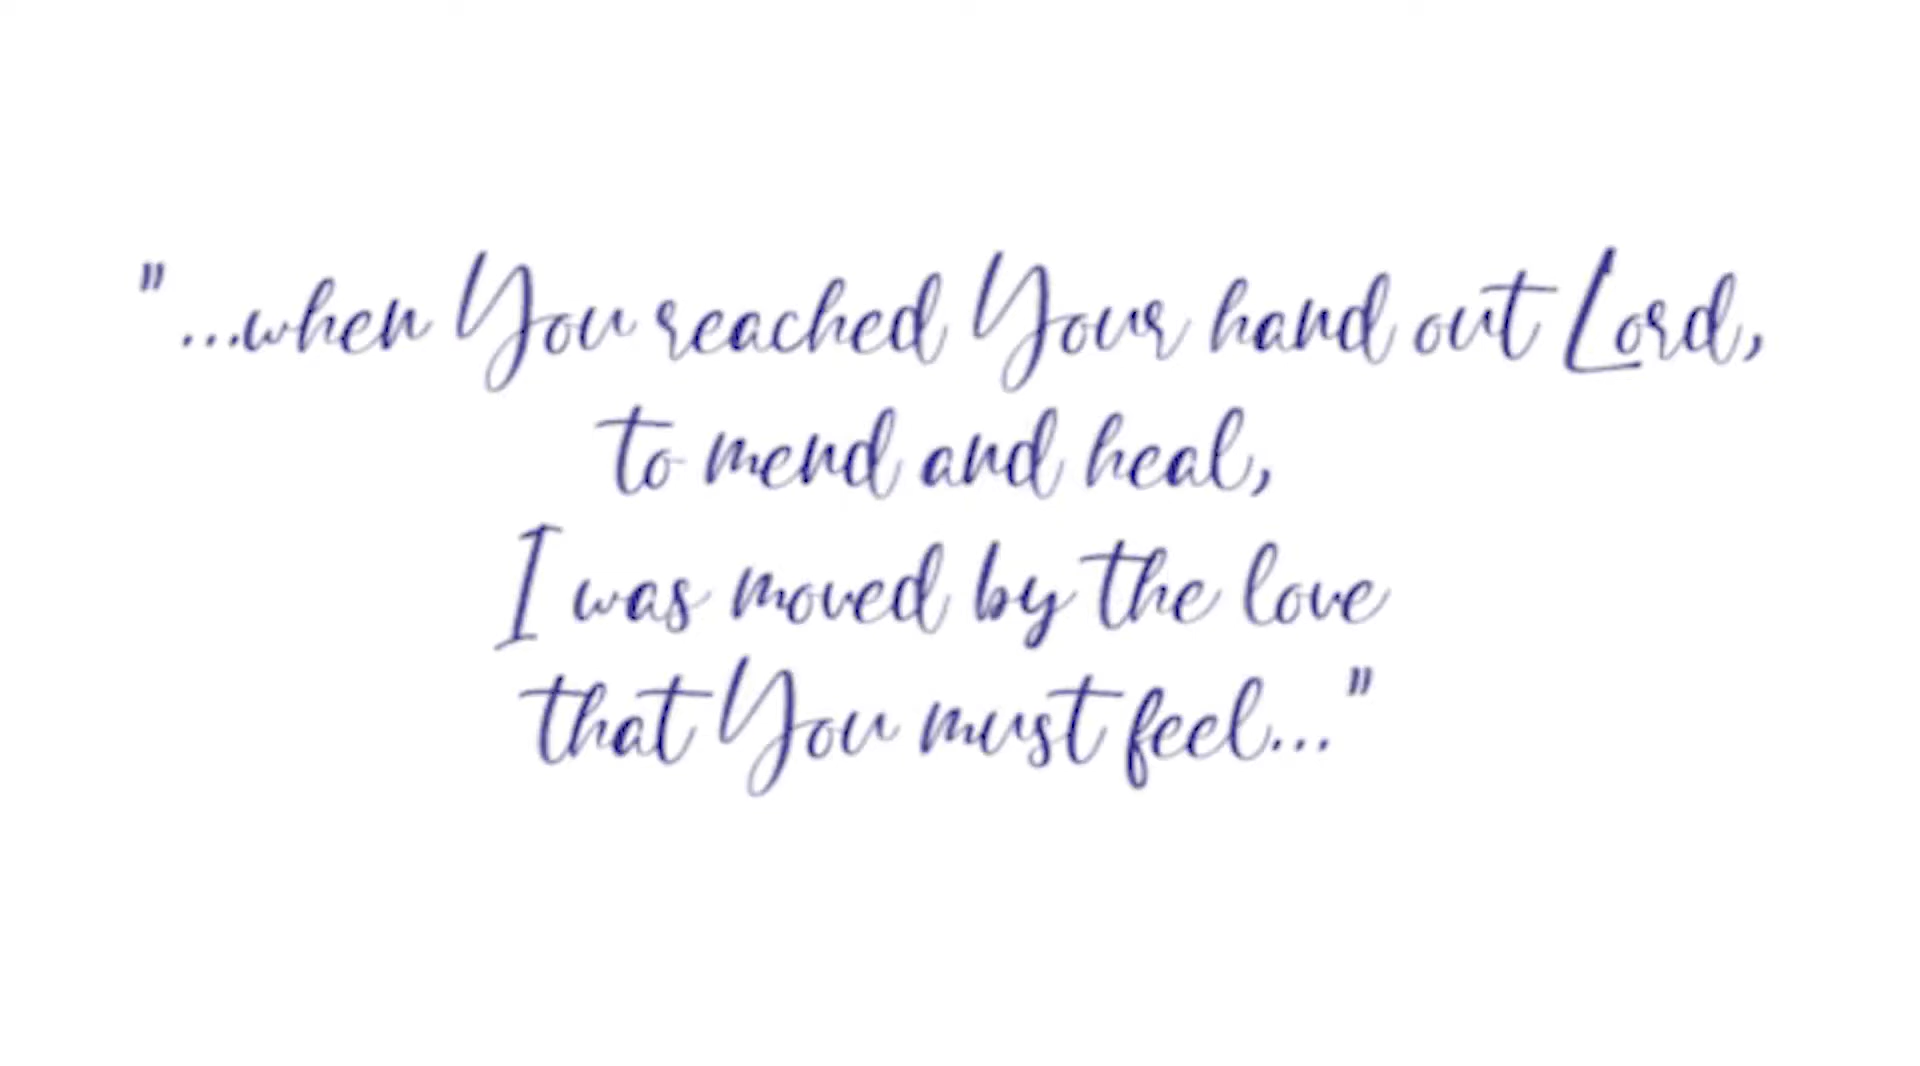 "...when You reached Your hand out Lord,
to mend and heal,
I was moved by the love
that You must feel..."